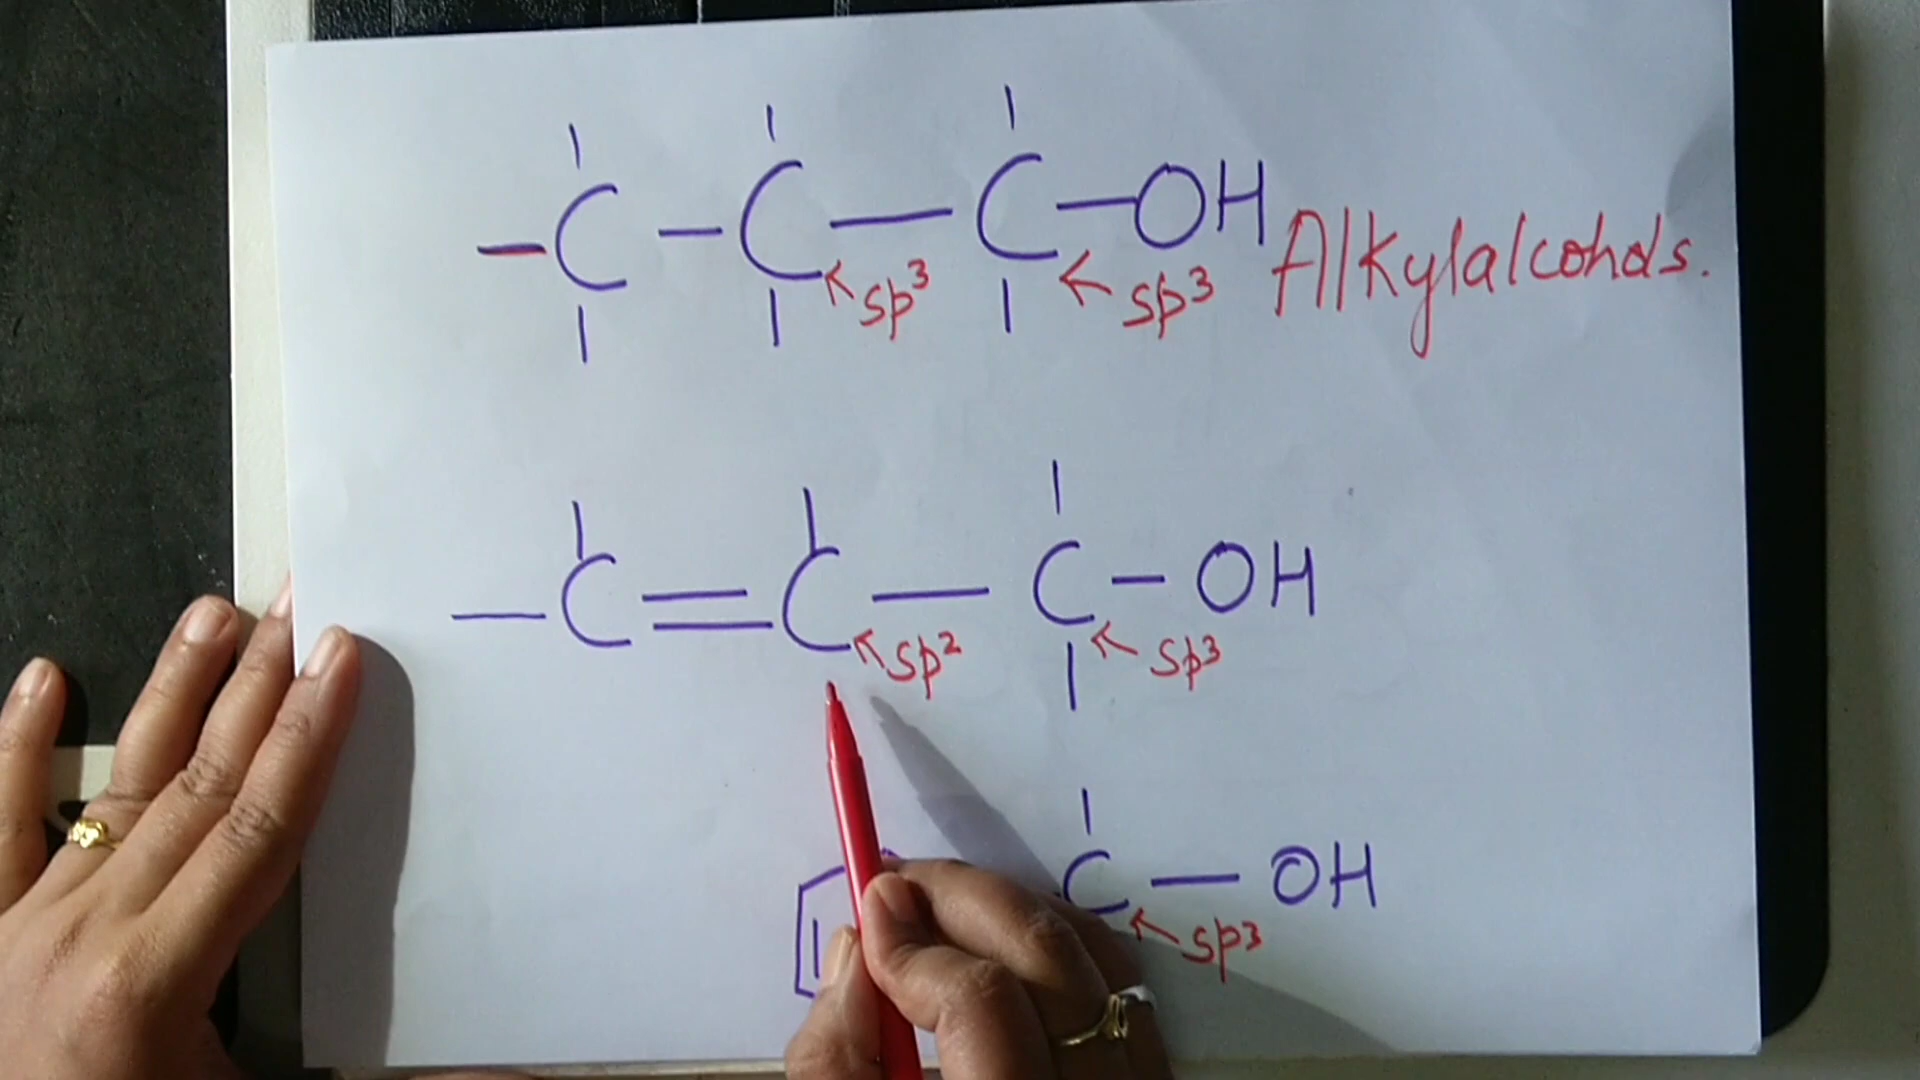 C - C - C - OH
sp³ sp³ Alkylalcohols.
C = C - C - OH
sp² sp³
C - OH
sp3